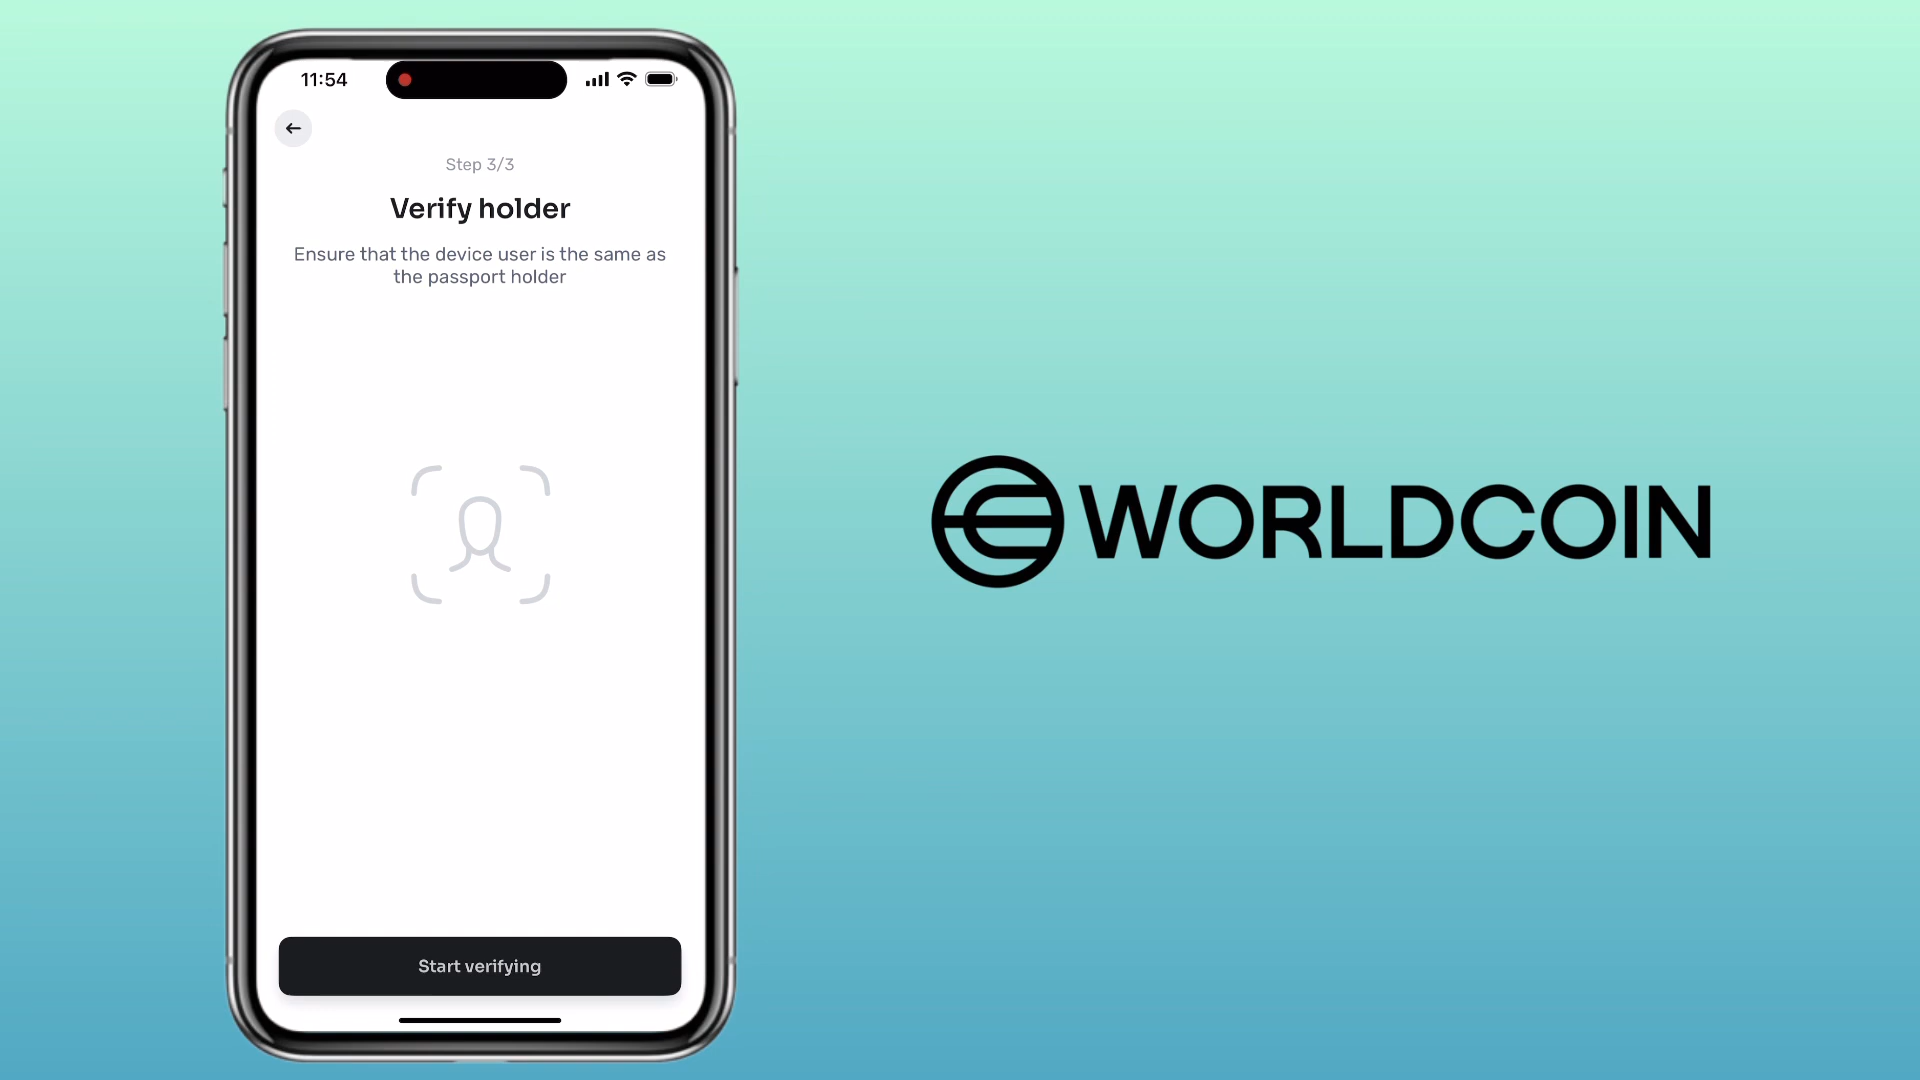 11:54
Step 3/3
Verify holder
Ensure that the device user is the same as
the passport holder
Start verifying
WORLDCOIN